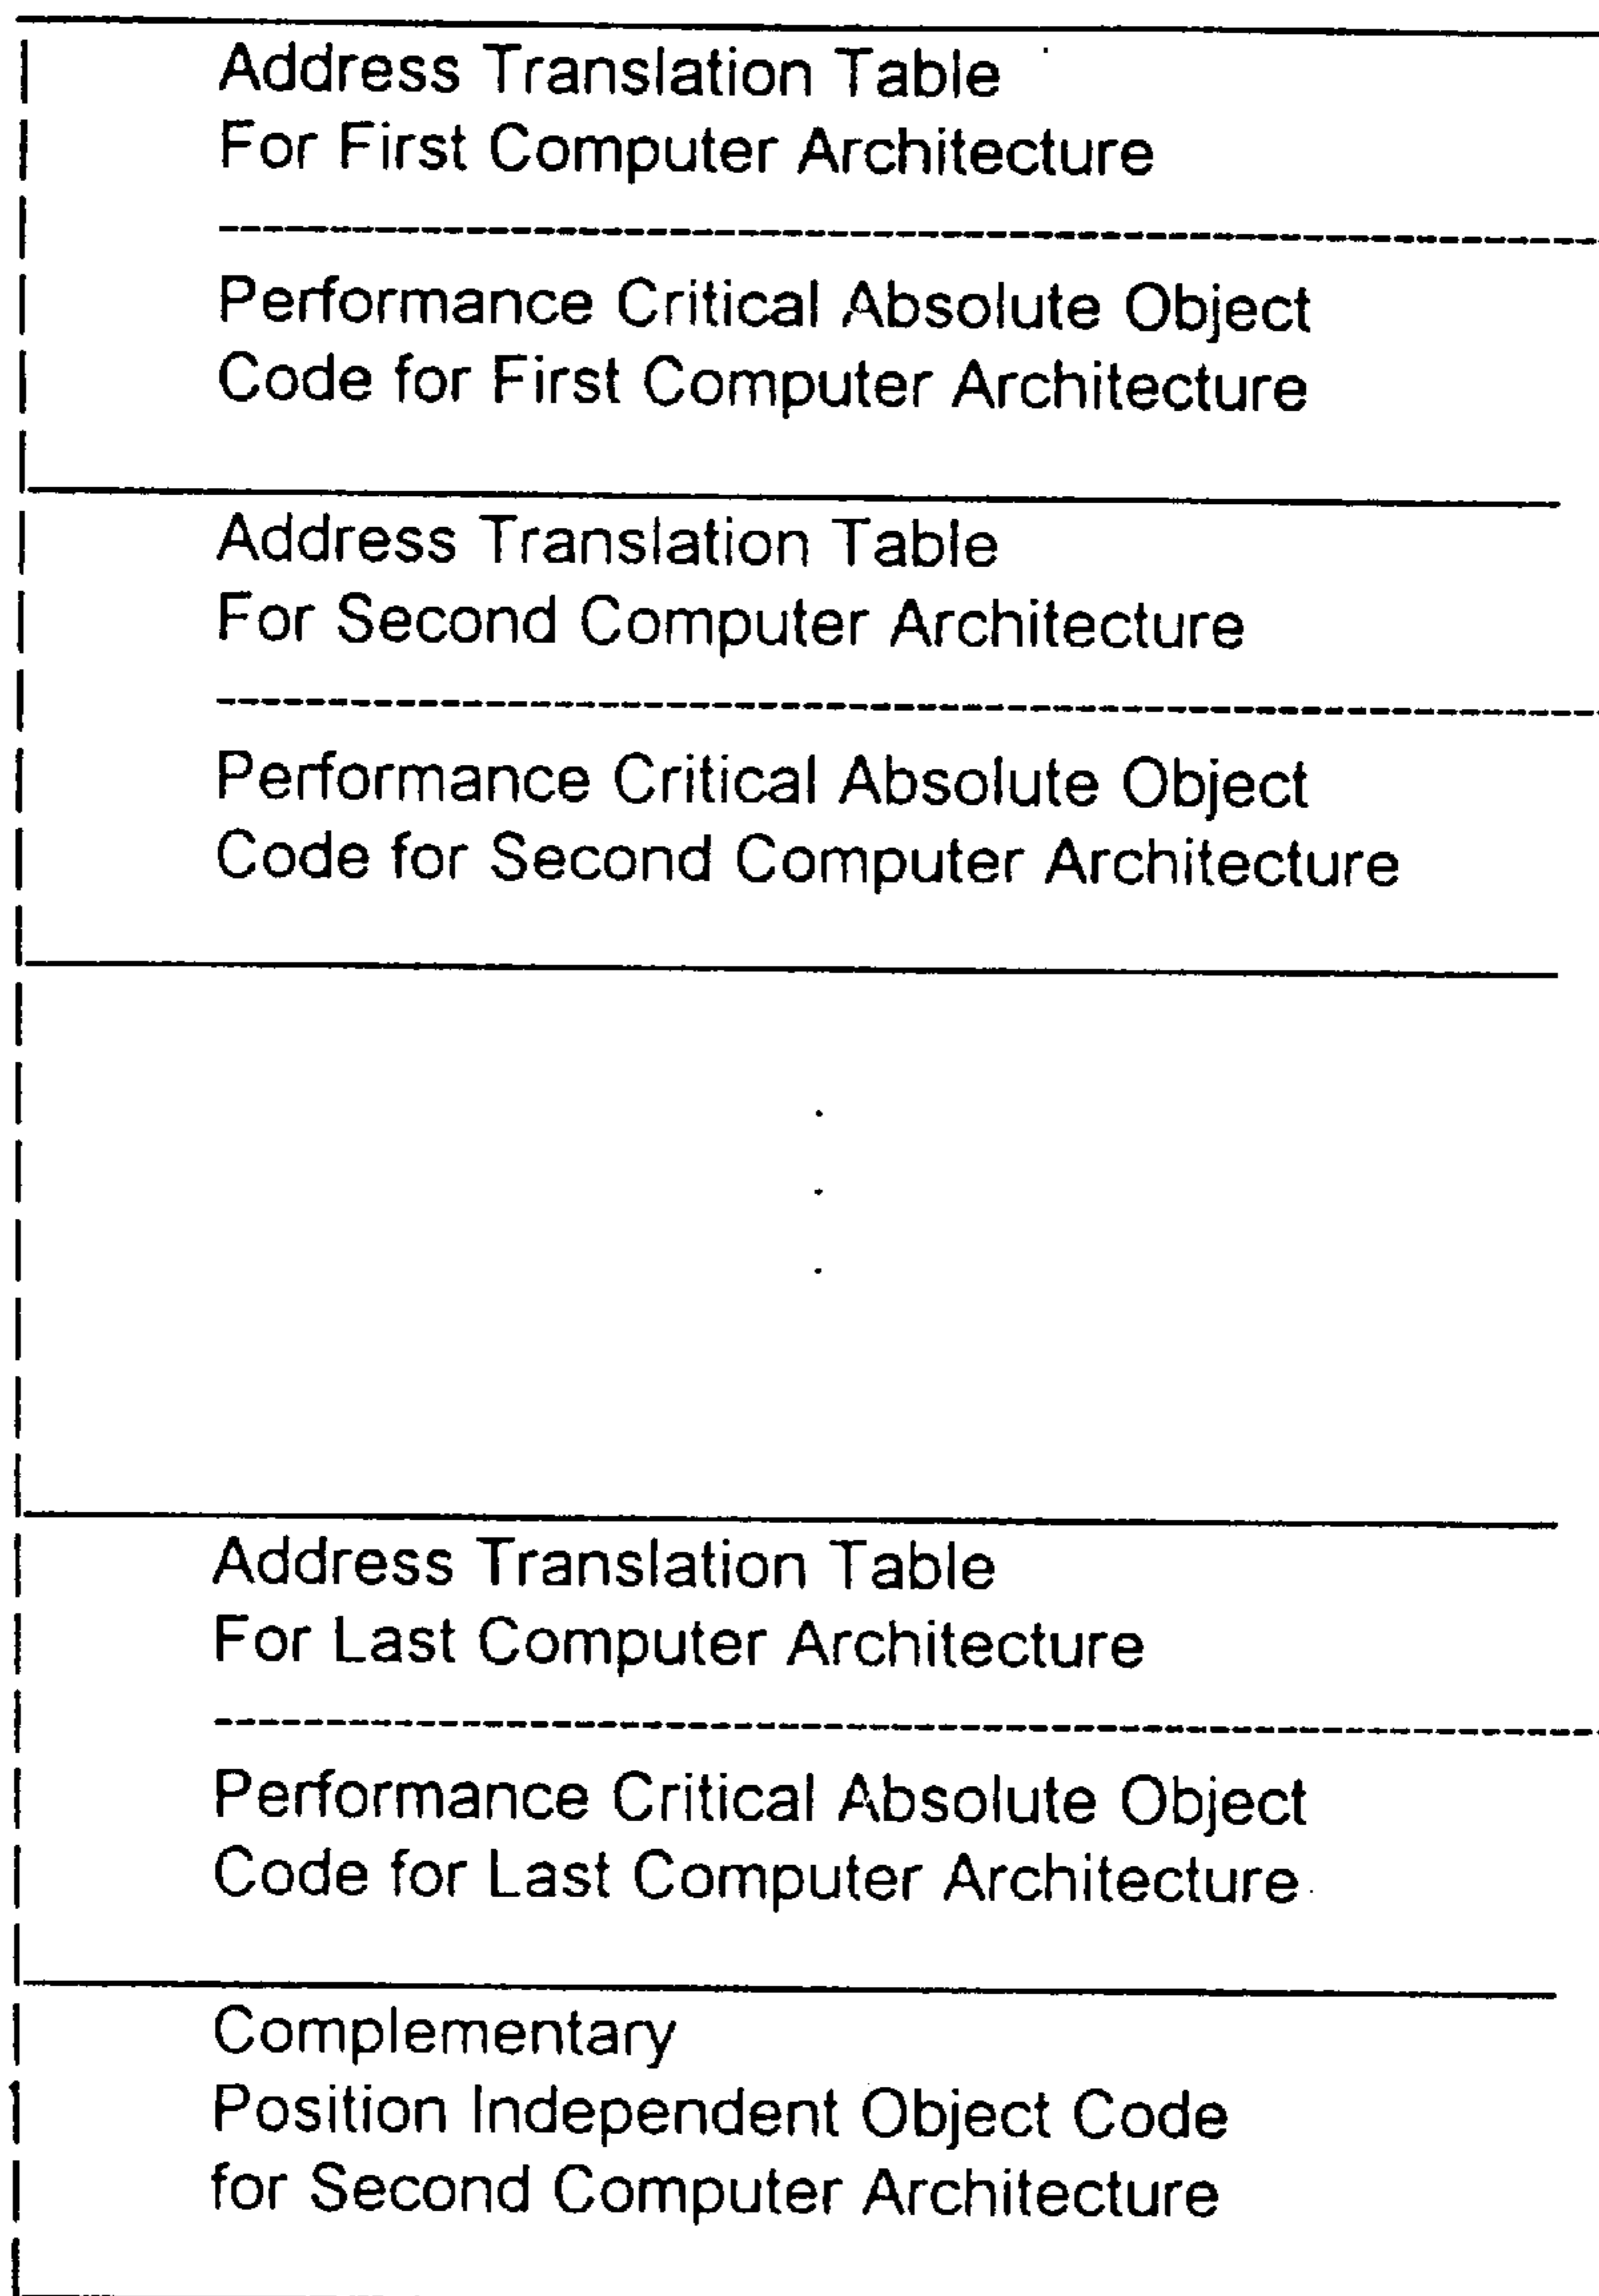 Address Translation Table
For First Computer Architecture
Performance Critical Absolute Object
Code for First Computer Architecture
Address Translation Table
For Second Computer Architecture
Performance Critical Absolute Object
Code for Second Computer Architecture
.
.
.
Address Translation Table
For Last Computer Architecture
Performance Critical Absolute Object
Code for Last Computer Architecture
Complementary
Position Independent Object Code
for Second Computer Architecture